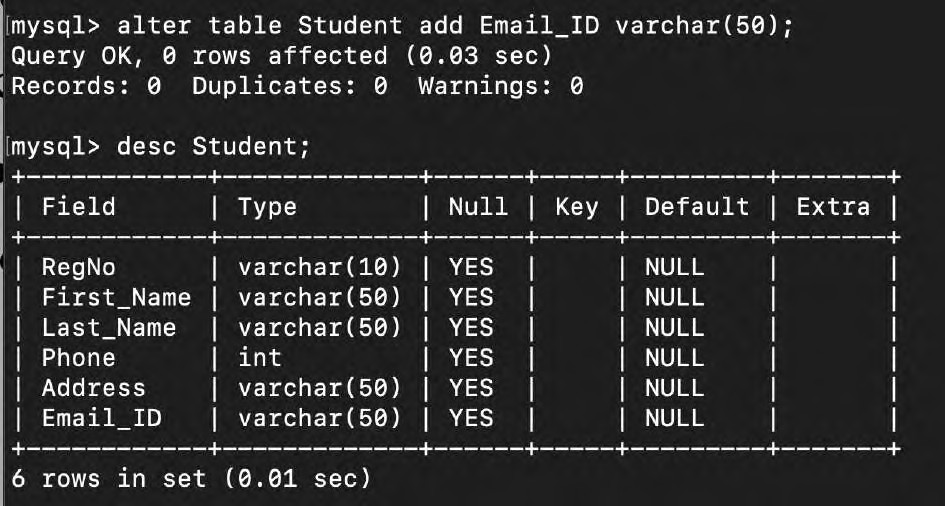 [mysql> alter table Student add Email_ID varchar(50);
Query OK, 0 rows affected (0.03 sec)
Records: 0  Duplicates: 0  Warnings: 0
[mysql> desc Student;
+-------------+-------------+------+-----+---------+-------+
| Field       | Type        | Null | Key | Default | Extra |
+-------------+-------------+------+-----+---------+-------+
| RegNo       | varchar(10) | YES  |     | NULL    |       |
| First_Name  | varchar(50) | YES  |     | NULL    |       |
| Last_Name   | varchar(50) | YES  |     | NULL    |       |
| Phone       | int         | YES  |     | NULL    |       |
| Address     | varchar(50) | YES  |     | NULL    |       |
| Email_ID    | varchar(50) | YES  |     | NULL    |       |
+-------------+-------------+------+-----+---------+-------+
6 rows in set (0.01 sec)